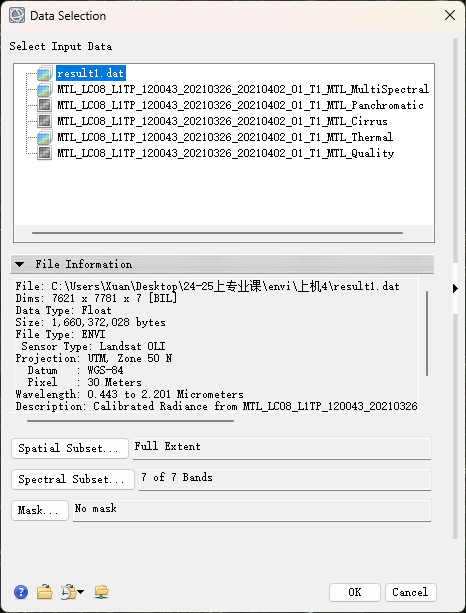 Data Selection
Select Input Data
result1.dat
MTL_LC08_L1TP_120043_20210326_20210402_01_T1_MTL_MultiSpectral
MTL_LC08_L1TP_120043_20210326_20210402_01_T1_MTL_Panchromatic
MTL_LC08_L1TP_120043_20210326_20210402_01_T1_MTL_Cirrus
MTL_LC08_L1TP_120043_20210326_20210402_01_T1_MTL_Thermal
MTL_LC08_L1TP_120043_20210326_20210402_01_T1_MTL_Quality
File Information
File: C:\Users\Xuan\Desktop\24-25上专业课\envi\上机4\result1.dat
Dims: 7621 x 7781 x 7 [BIL]
Data Type: Float
Size: 1,660,372,028 bytes
File Type: ENVI
Sensor Type: Landsat OLI
Projection: UTM, Zone 50 N
Datum : WGS-84
Pixel : 30 Meters
Wavelength: 0.443 to 2.201 Micrometers
Description: Calibrated Radiance from MTL_LC08_L1TP_120043_20210326
Spatial Subset... Full Extent
Spectral Subset... 7 of 7 Bands
Mask... No mask
OK Cancel